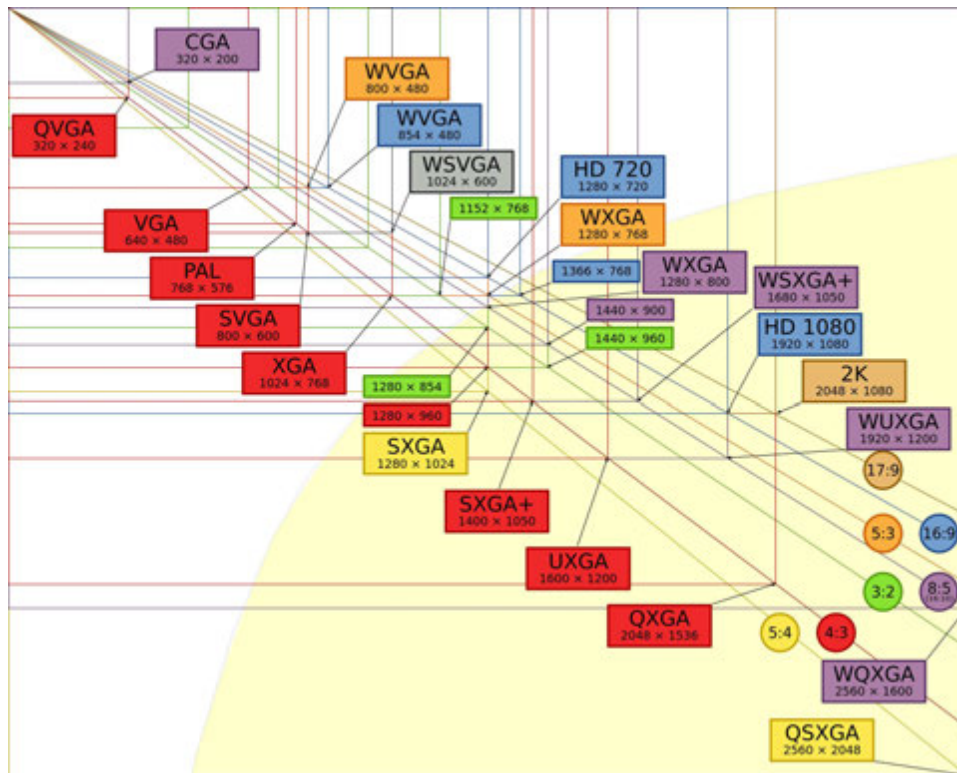 CGA
320 × 200
WVGA
800 × 480
QVGA
320 × 240
WVGA
854 × 480
WSVGA
1024 × 600
HD 720
1280 × 720
1152 × 768
VGA
640 × 480
WXGA
1280 × 768
PAL
768 × 576
1366 × 768
WXGA
1280 × 800
WSXGA+
1680 × 1050
SVGA
800 × 600
1440 × 900
HD 1080
1920 × 1080
1440 × 960
XGA
1024 × 768
1280 × 854
2K
2048 × 1080
1280 × 960
WUXGA
1920 × 1200
SXGA
1280 × 1024
17:9
SXGA+
1400 × 1050
5:3
16:9
UXGA
1600 × 1200
3:2
8:5
(16:10)
QXGA
2048 × 1536
5:4
4:3
WQXGA
2560 × 1600
QSXGA
2560 × 2048